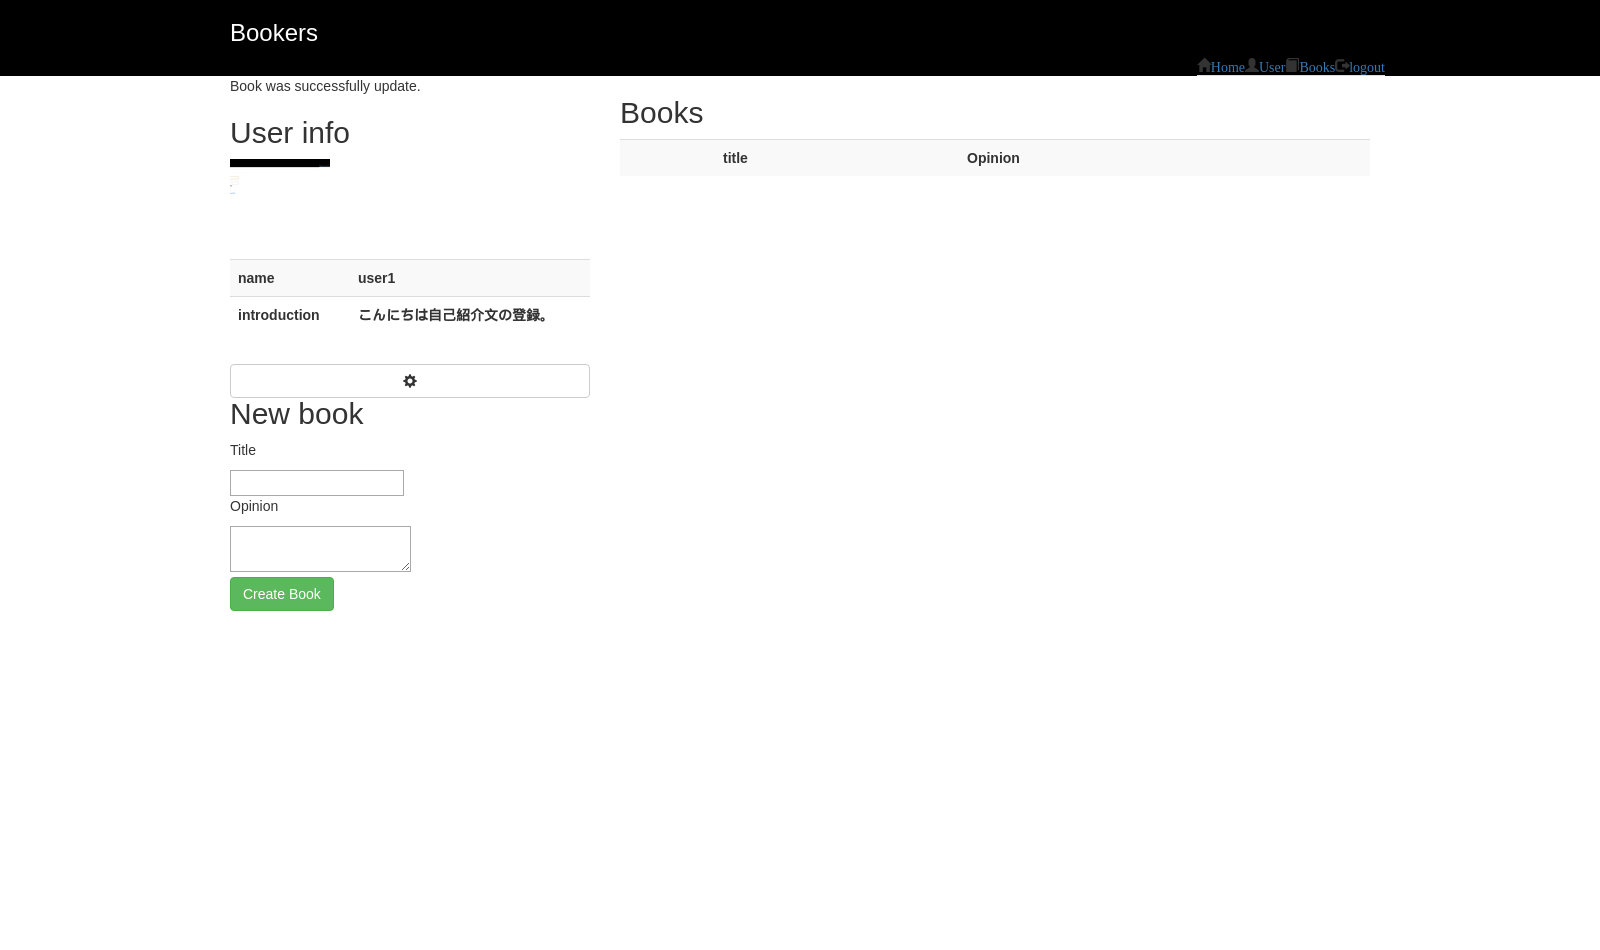 Bookers
Home User Books logout
Book was successfully update.
User info
name user1
introduction こんにちは自己紹介文の登録。
New book
Title
Opinion
Create Book
Books
title Opinion